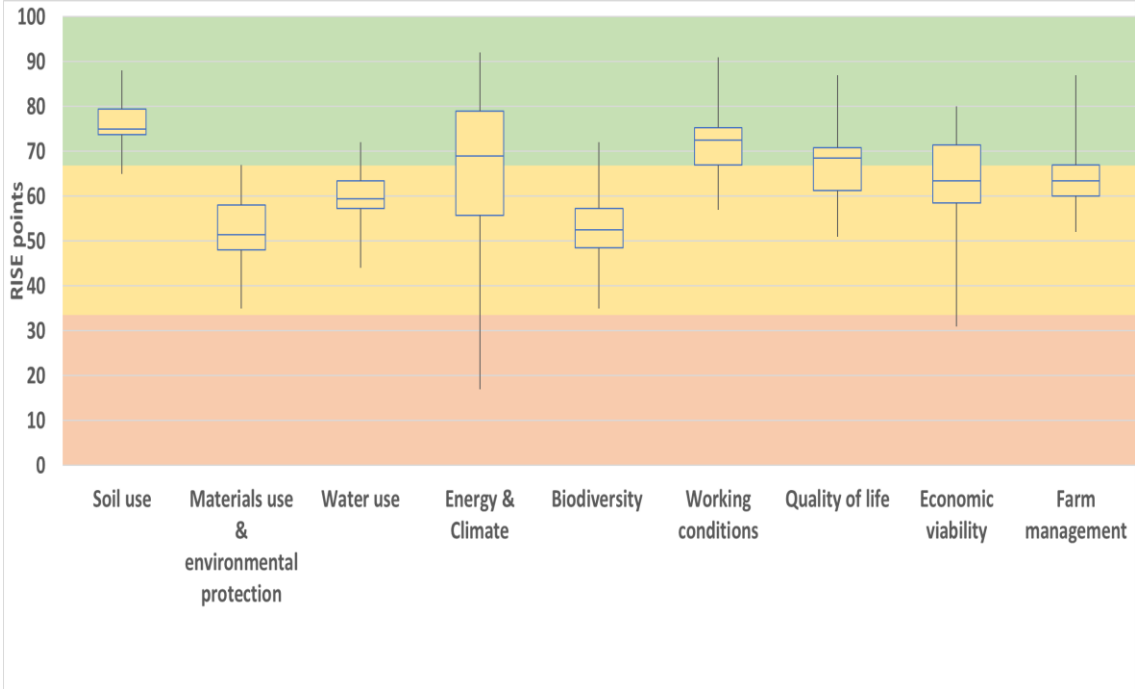 100
90
80
70
60
50
40
30
20
10
0
RISE points
Soil use
Materials use
&
environmental
protection
Water use
Energy &
Climate
Biodiversity
Working
conditions
Quality of life
Economic
viability
Farm
management